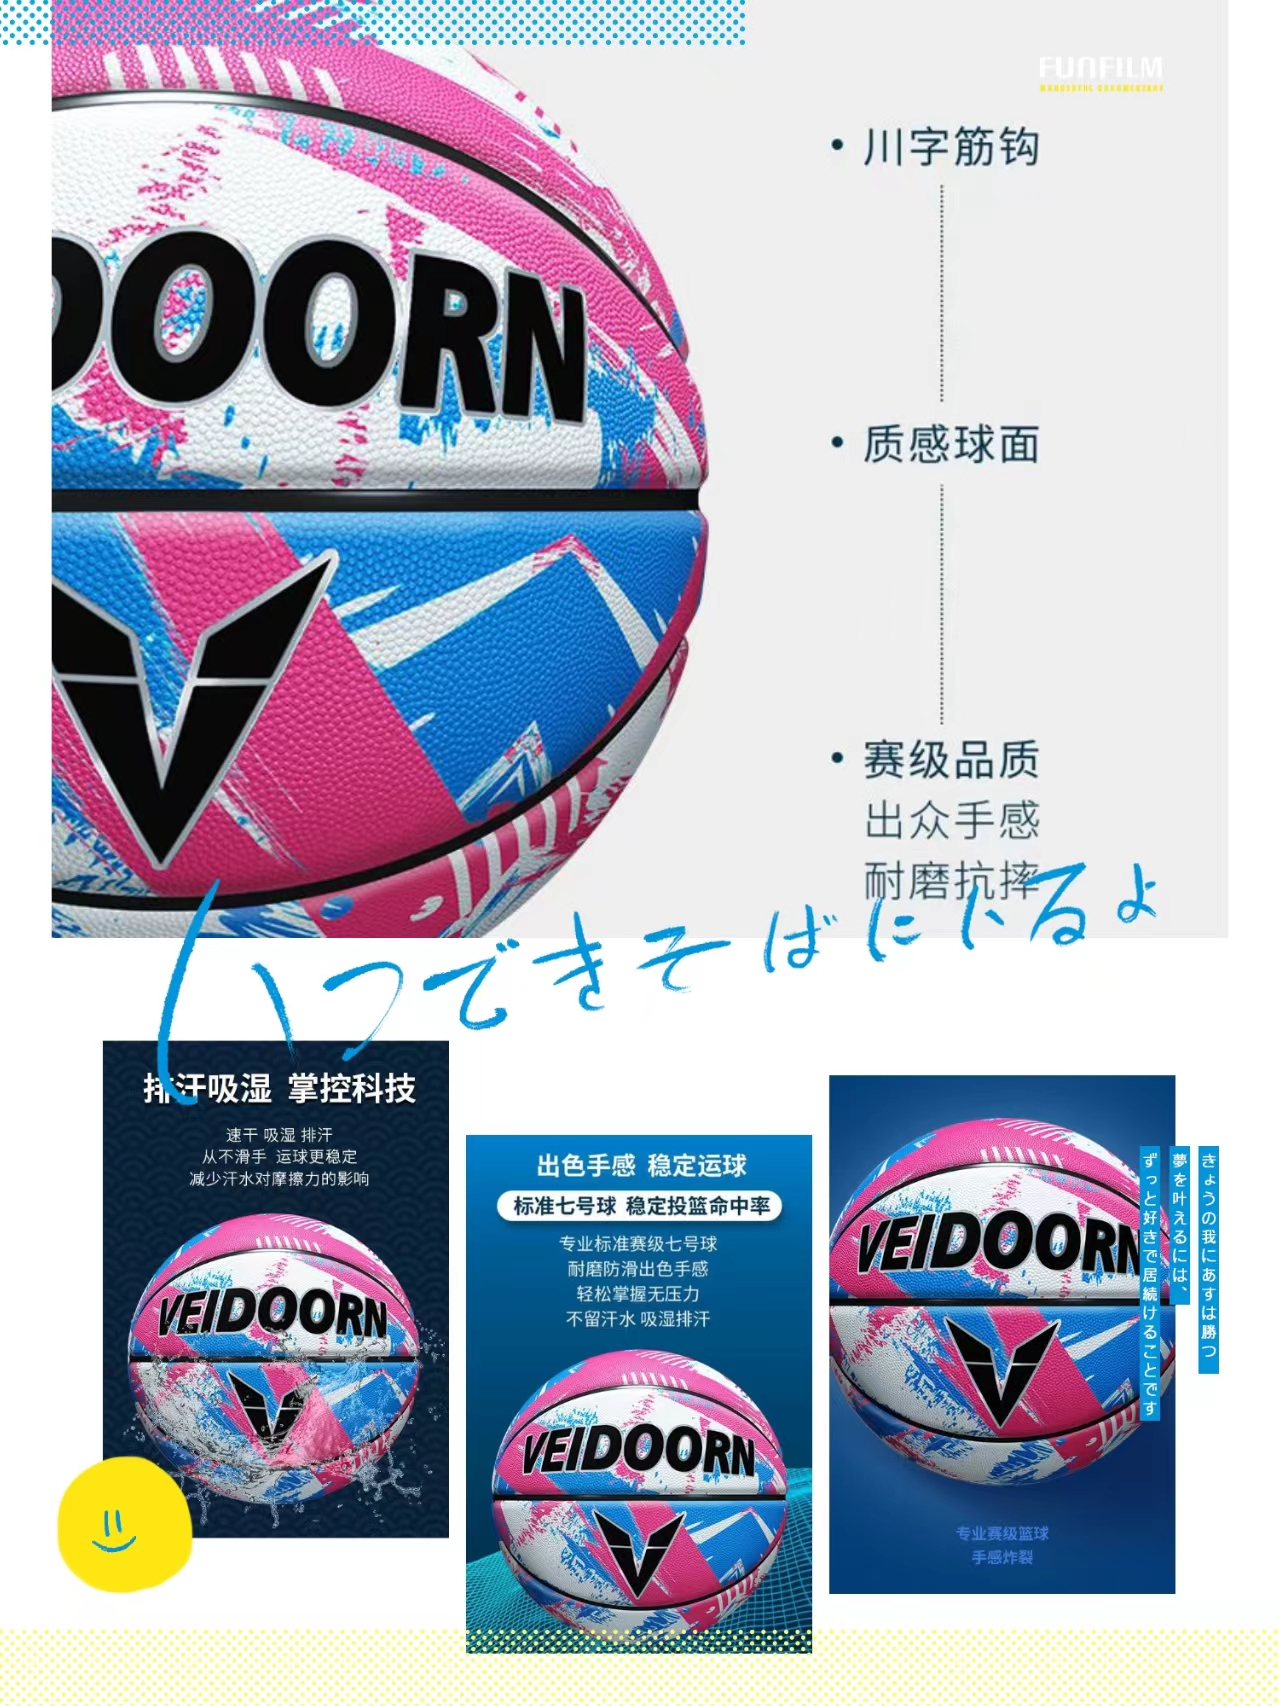 FUNFILM
WONDERFUL DOCUMENTARY
• 川字筋钩
• 质感球面
• 赛级品质
出众手感
耐磨抗摔
DOORN
いつできそばにいるよ
排汗吸湿 掌控科技
速干 吸湿 排汗
从不滑手 运球更稳定
减少汗水对摩擦力的影响
VEIDOORN
出色手感 稳定运球
标准七号球 稳定投篮命中率
专业标准赛级七号球
耐磨防滑出色手感
轻松掌握无压力
不留汗水 吸湿排汗
VEIDOORN
VEIDOORN
きょうの我にあすは勝つ
夢を叶えるには、
ずっと好きで居続けることです
专业赛级篮球
手感炸裂